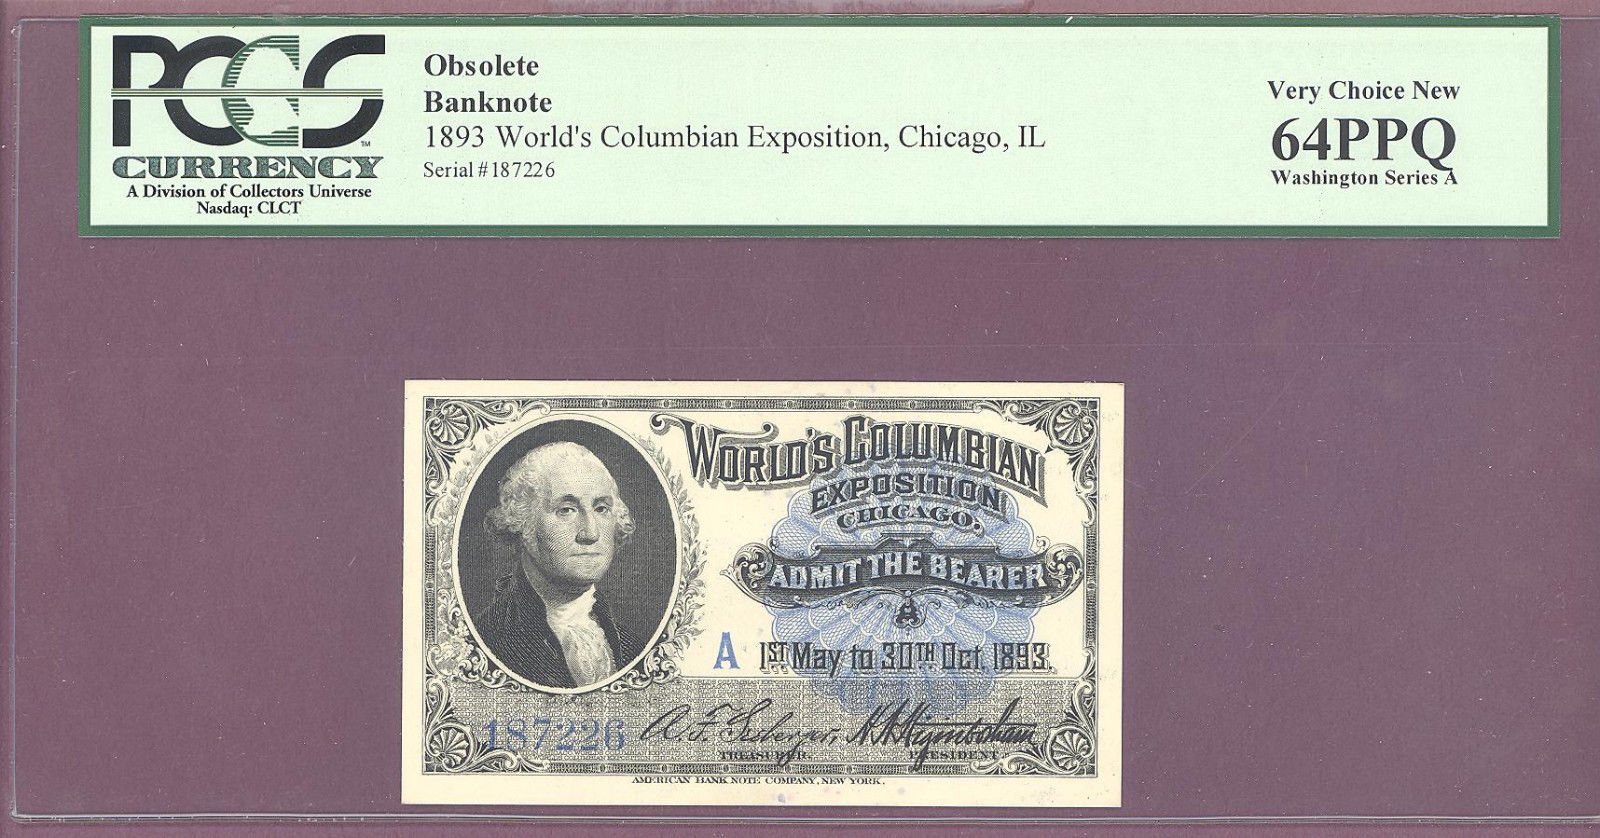 PCGS
TM
CURRENCY
A Division of Collectors Universe
Nasdaq: CLCT
Obsolete
Banknote
1893 World's Columbian Exposition, Chicago, IL
Serial #187226
Very Choice New
64PPQ
Washington Series A
WORLD'S COLUMBIAN
EXPOSITION
CHICAGO,
ADMIT THE BEARER
A 1ST May to 30TH Oct. 1893.
187226
TREASURER.
PRESIDENT
AMERICAN BANK NOTE COMPANY, NEW YORK.